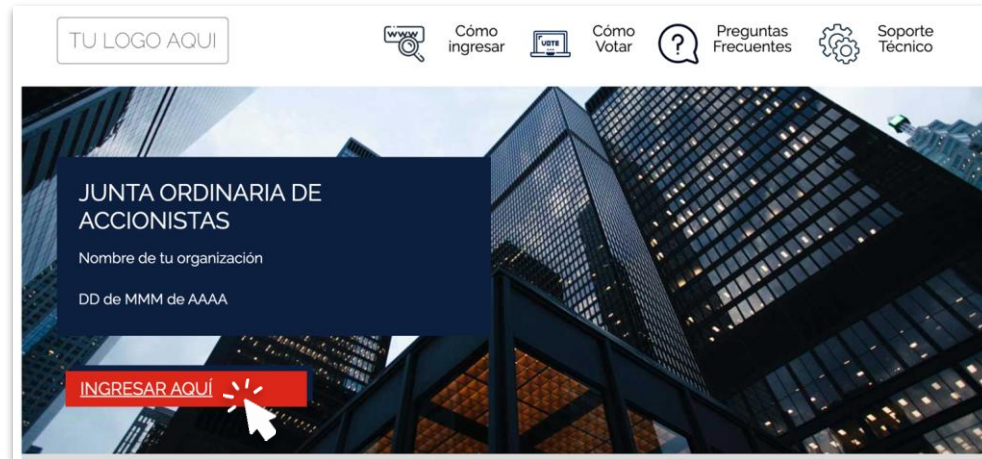 TU LOGO AQUI
www
Cómo
ingresar
VOTE
Cómo
Votar
?
Preguntas
Frecuentes
Soporte
Técnico
JUNTA ORDINARIA DE
ACCIONISTAS
Nombre de tu organización
DD de MMM de AAAA
INGRESAR AQUÍ